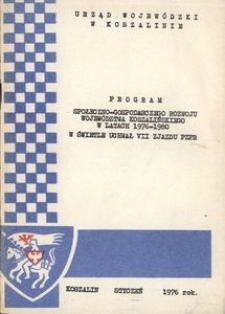 URZĄD WOJEWÓDZKI
W KOSZALINIE
PROGRAM
SPOŁECZNO-GOSPODARCZEGO ROZWOJU
WOJEWÓDZTWA KOSZALIŃSKIEGO
W LATACH 1976-1980
W ŚWIETLE UCHWAŁ VII ZJAZDU PZPR
KOSZALIN STYCZEŃ 1976 rok.